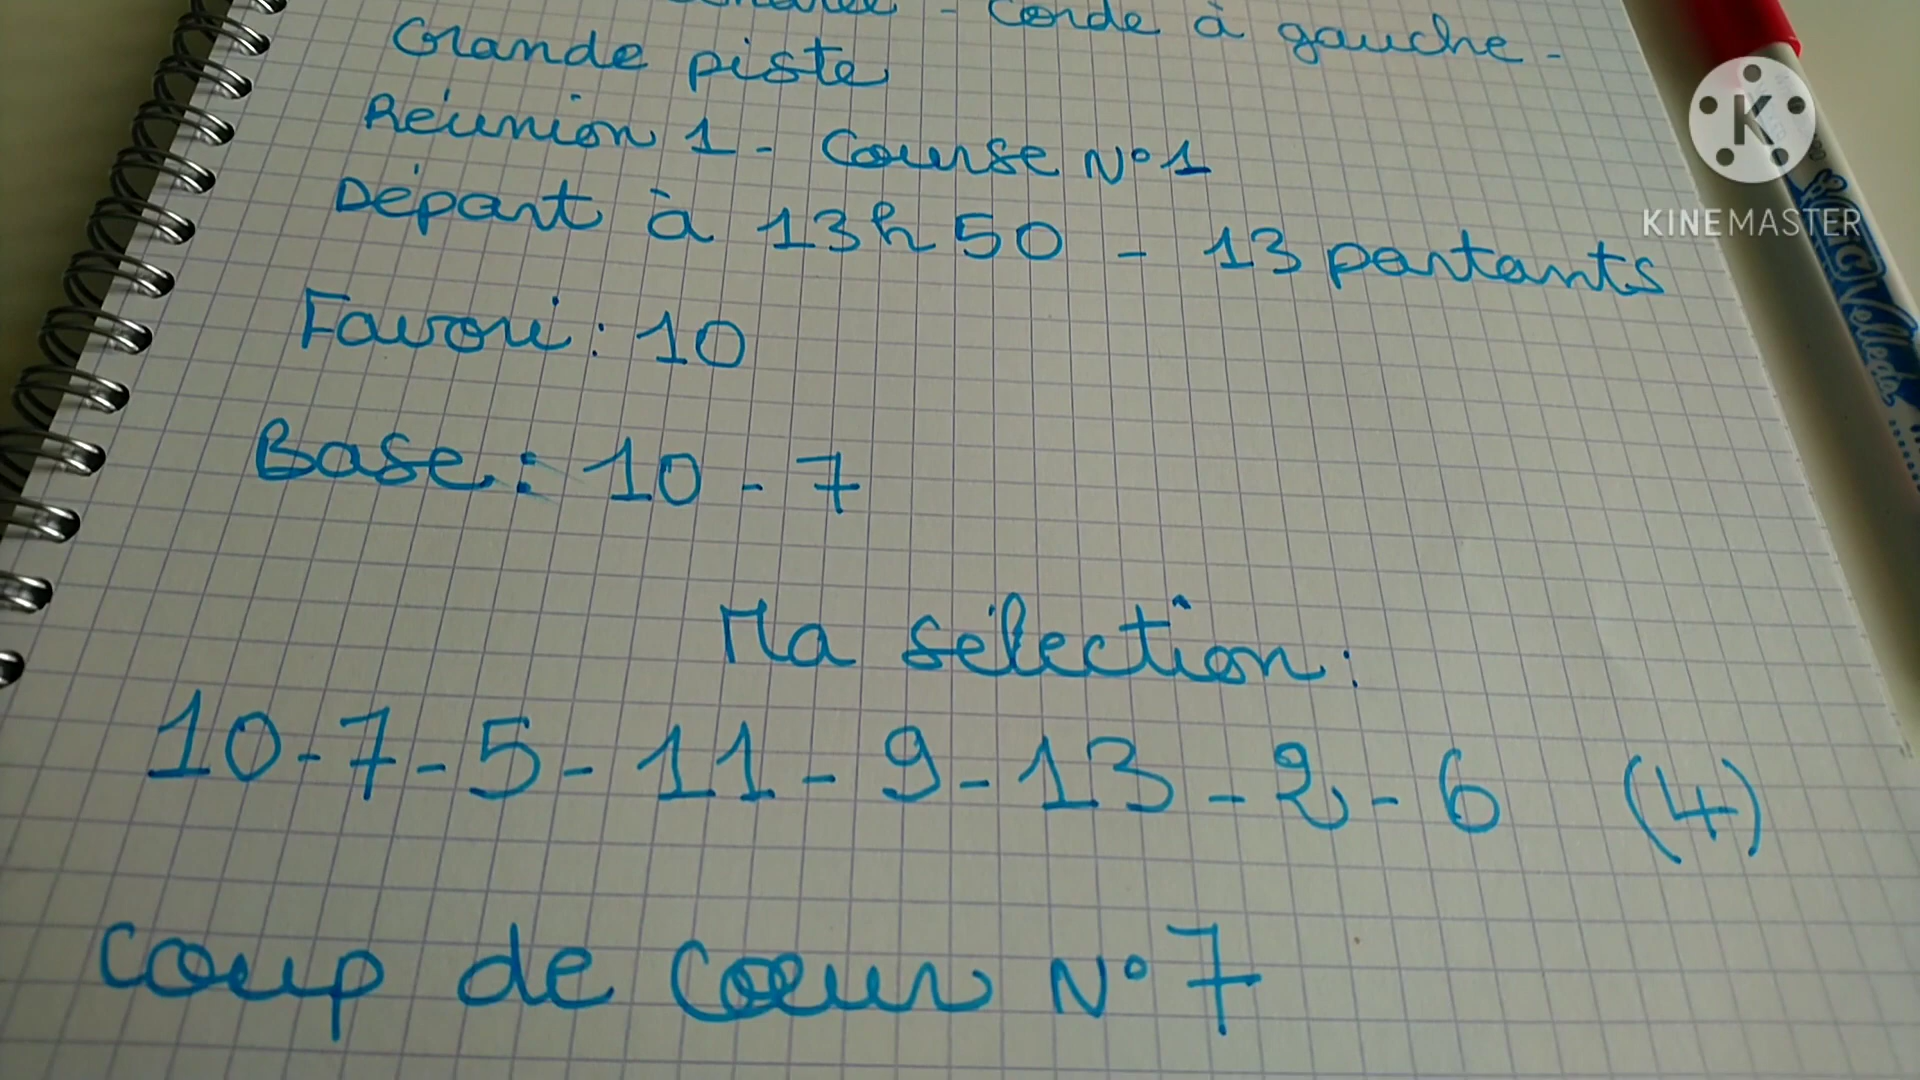 - Corde à gauche -
Grande piste
Réunion 1 - Course N°1
Départ à 13h50 - 13 partants
Favori : 10
Base : 10 - 7
Ma sélection :
10 - 7 - 5 - 11 - 9 - 13 - 2 - 6 (4)
Coup de Coeur N°7
K
KINEMASTER
Velleda